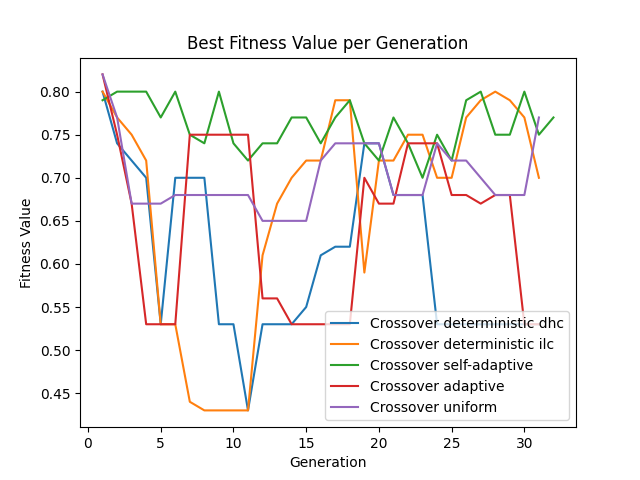 Best Fitness Value per Generation
Fitness Value
0.80
0.75
0.70
0.65
0.60
0.55
0.50
0.45
0
5
10
15
20
25
30
Generation
Crossover deterministic dhc
Crossover deterministic ilc
Crossover self-adaptive
Crossover adaptive
Crossover uniform